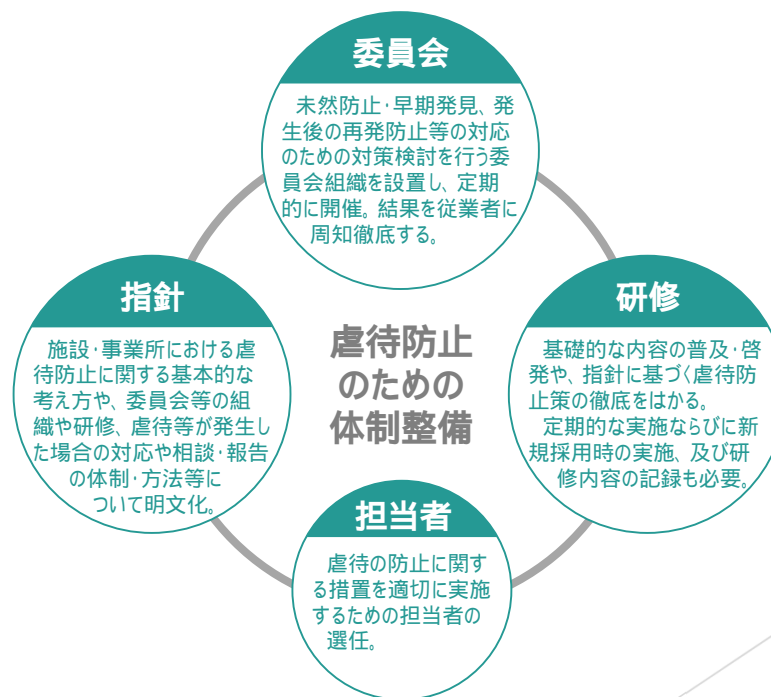 委員会
未然防止・早期発見、発
生後の再発防止等の対応
のための対策検討を行う委
員会組織を設置し、定期
的に開催。結果を従業者に
周知徹底する。
指針
施設・事業所における虐
待防止に関する基本的な
考え方や、委員会等の組
織や研修、虐待等が発生し
た場合の対応や相談・報告
の体制・方法等に
ついて明文化。
虐待防止
のための
体制整備
研修
基礎的な内容の普及・啓
発や、指針に基づく虐待防
止策の徹底をはかる。
定期的な実施ならびに新
規採用時の実施、及び研
修内容の記録も必要。
担当者
虐待の防止に関す
る措置を適切に実施
するための担当者の
選任。